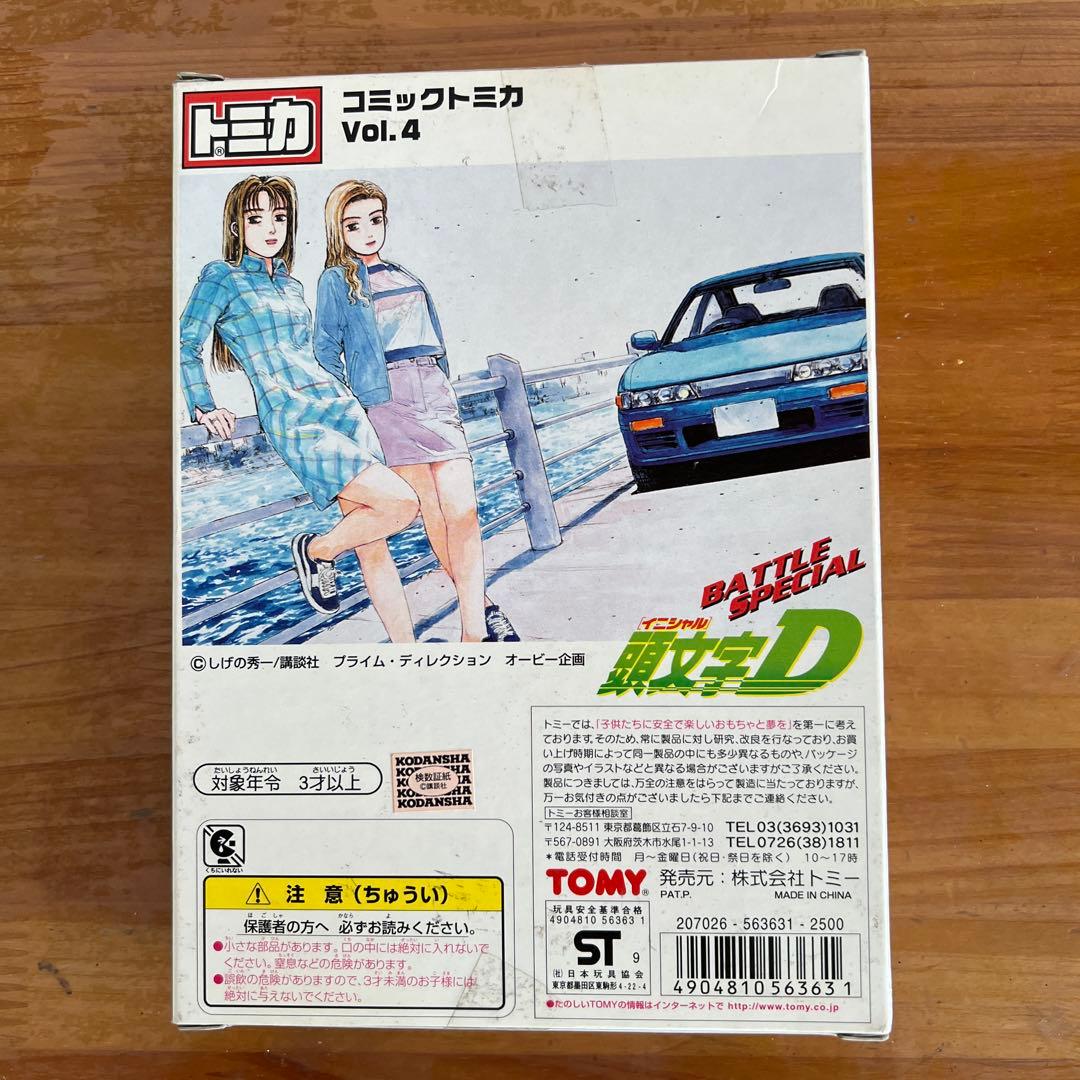 トミカ®
コミックトミカ
Vol.4
BATTLE
SPECIAL
[イニシャル]
頭文字D
©しげの秀一/講談社 プライム・ディレクション オービー企画
たいしょうねんれい さいいじょう
対象年令 3才以上
KODANSHA
検数証紙
©講談社
KODANSHA
くちにいれない
注意(ちゅうい)
ほごしゃ かなら よ
保護者の方へ 必ずお読みください。
●小さな部品があります。口の中には絶対に入れないで
ください。窒息などの危険があります。
●誤飲の危険がありますので、3才未満のお子様には
絶対に与えないでください。
トミーでは、「子供たちに安全で楽しいおもちゃと夢を」を第一に考え
ております。そのため、常に製品に対し研究、改良を行なっており、お買
い上げ時期によって同一製品の中にも多少異なるものや、パッケージ
の写真やイラストなどと異なる場合がございますがご了承ください。
製品につきましては、万全の注意をはらって製造に当たっておりますが、
万一お気付きの点がございましたら下記までご連絡ください。
トミーお客様相談室
〒124-8511 東京都葛飾区立石7-9-10 TEL03(3693)1031
〒567-0891 大阪府茨木市水尾1-1-13 TEL0726(38)1811
*電話受付時間 月～金曜日(祝日・祭日を除く) 10～17時
TOMY® 発売元:株式会社トミー
PAT.P. MADE IN CHINA
玩具安全基準合格
4904810 56363 1
ST 9
(社)日本玩具協会
東京都墨田区東駒形4-22-4
207026-563631-2500
4904810563631
●たのしいTOMYの情報はインターネットで http://www.tomy.co.jp